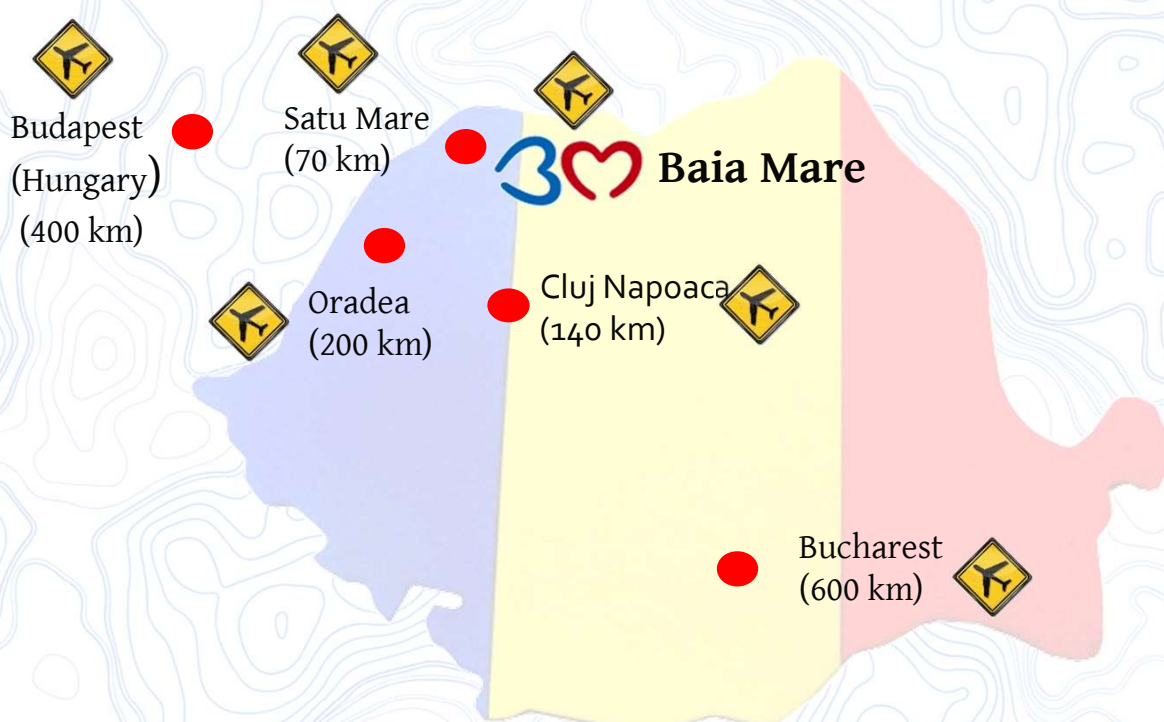 Budapest
(Hungary)
(400 km)
Satu Mare
(70 km)
BM Baia Mare
Oradea
(200 km)
Cluj Napoaca
(140 km)
Bucharest
(600 km)